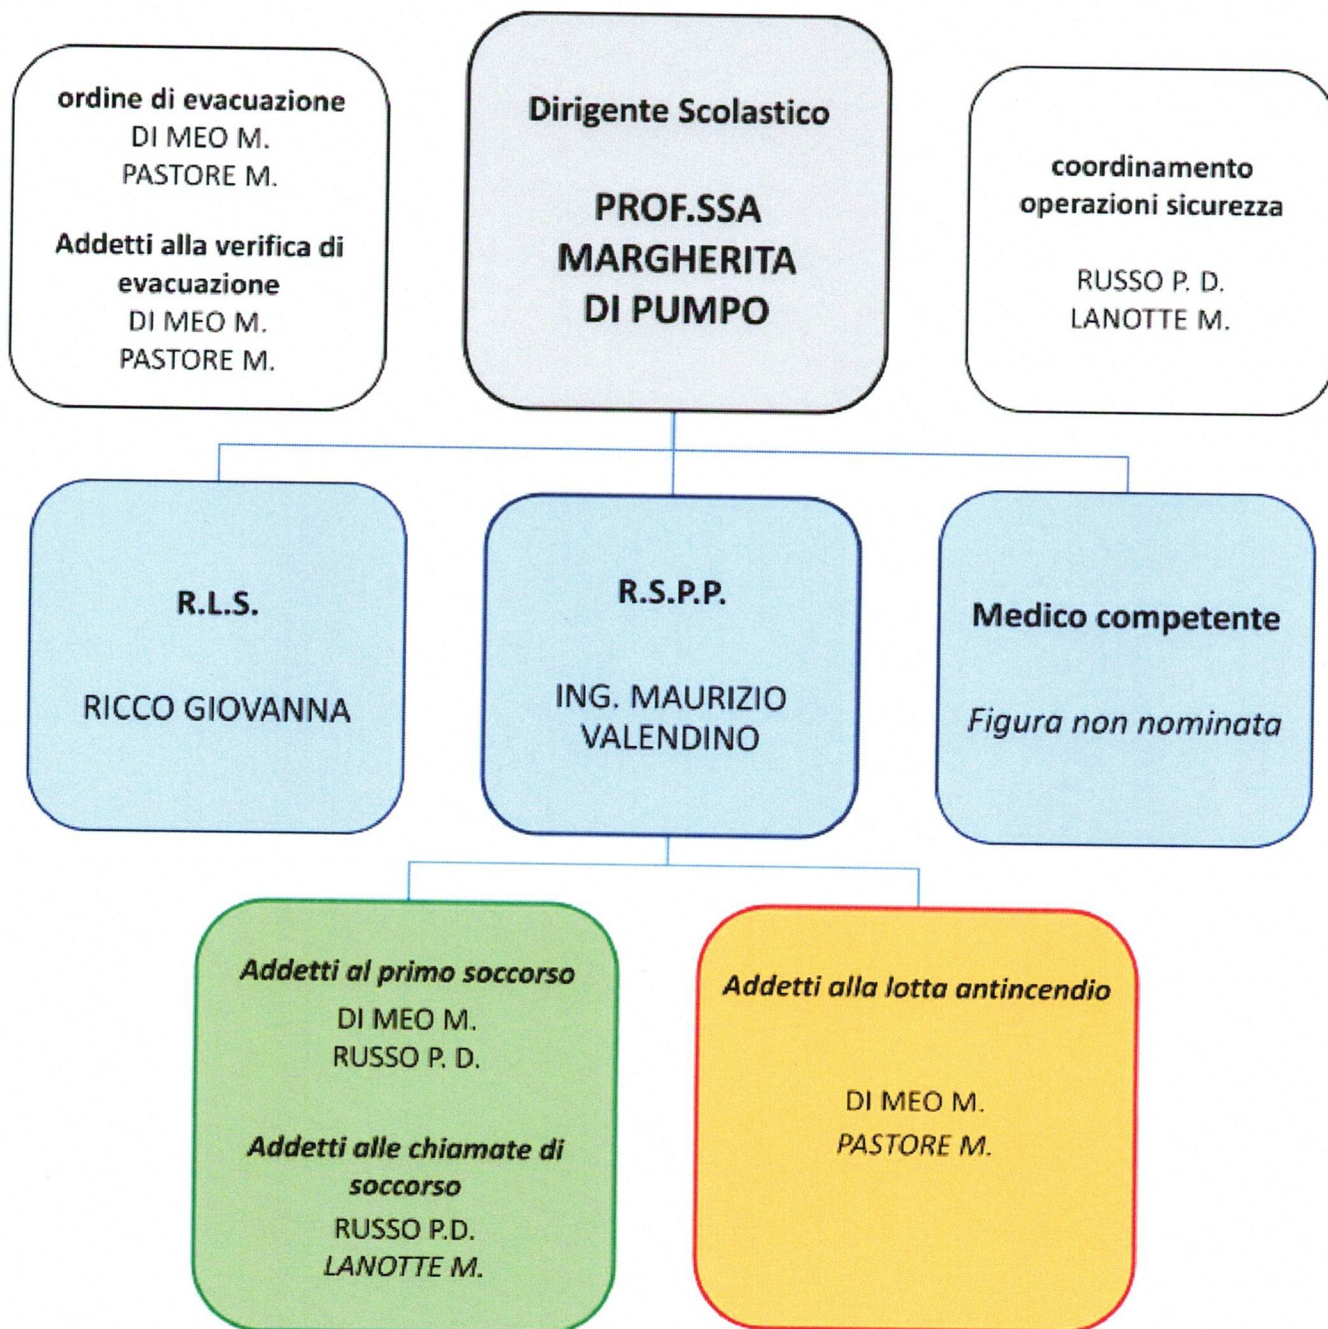 ordine di evacuazione
DI MEO M.
PASTORE M.
Addetti alla verifica di
evacuazione
DI MEO M.
PASTORE M.
Dirigente Scolastico
PROF.SSA
MARGHERITA
DI PUMPO
coordinamento
operazioni sicurezza
RUSSO P. D.
LANOTTE M.
R.L.S.
RICCO GIOVANNA
R.S.P.P.
ING. MAURIZIO
VALENDINO
Medico competente
Figura non nominata
Addetti al primo soccorso
DI MEO M.
RUSSO P. D.
Addetti alle chiamate di
soccorso
RUSSO P.D.
LANOTTE M.
Addetti alla lotta antincendio
DI MEO M.
PASTORE M.